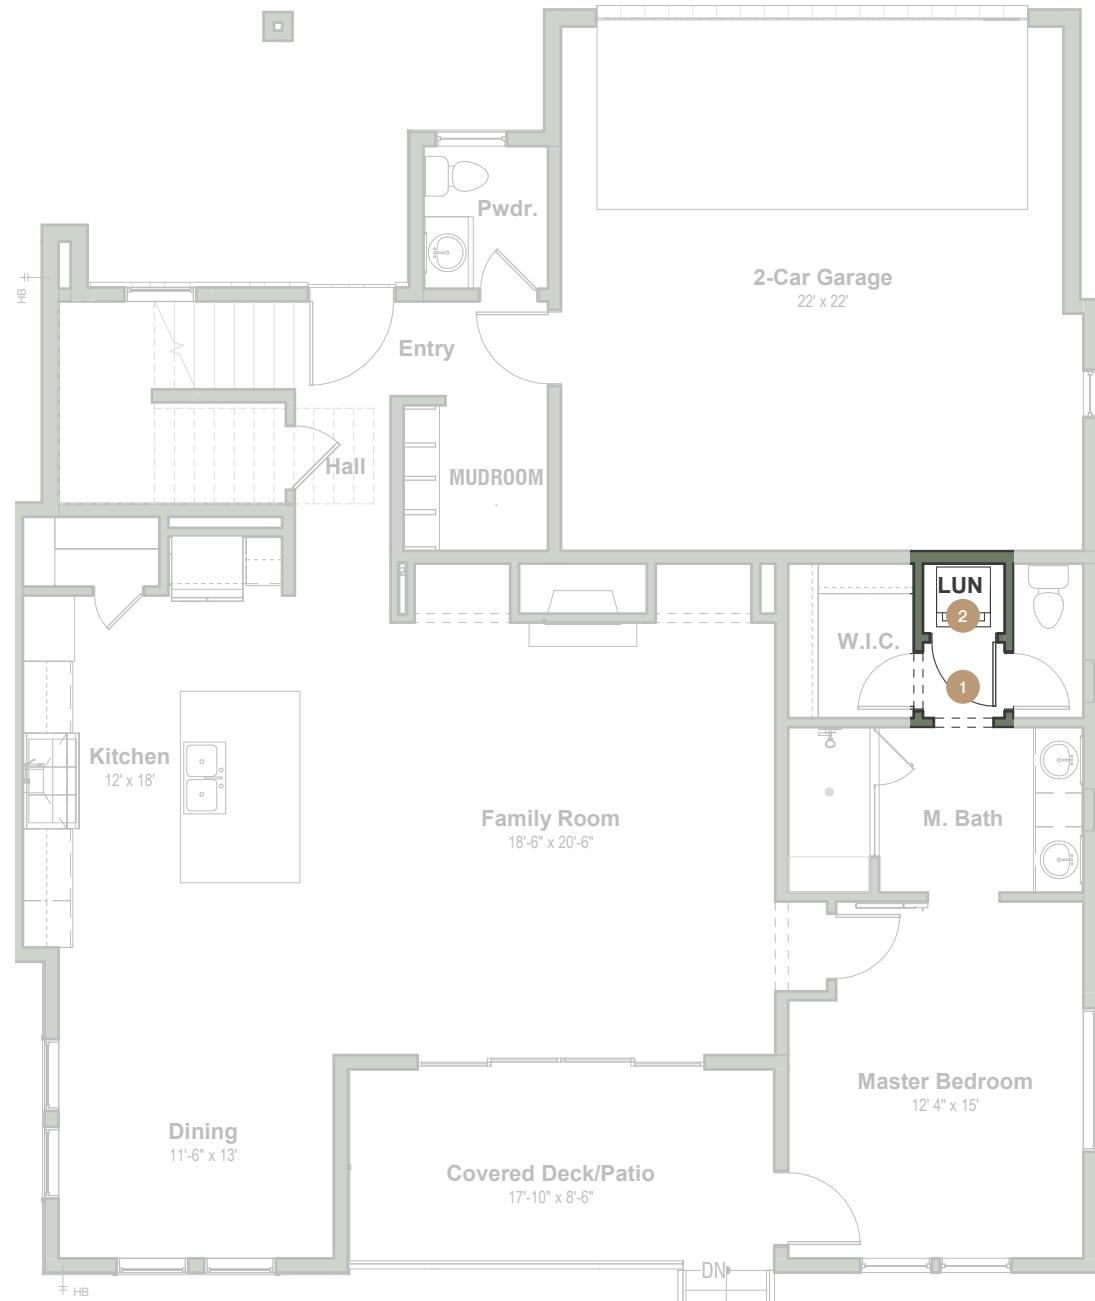 Pwdr.
2-Car Garage
22' x 22'
HB
Entry
Hall
MUDROOM
LUN
2
W.I.C.
1
Kitchen
12' x 18'
Family Room
18'-6" x 20'-6"
M. Bath
Master Bedroom
12' 4" x 15'
Dining
11'-6" x 13'
Covered Deck/Patio
17'-10" x 8'-6"
DN
HB